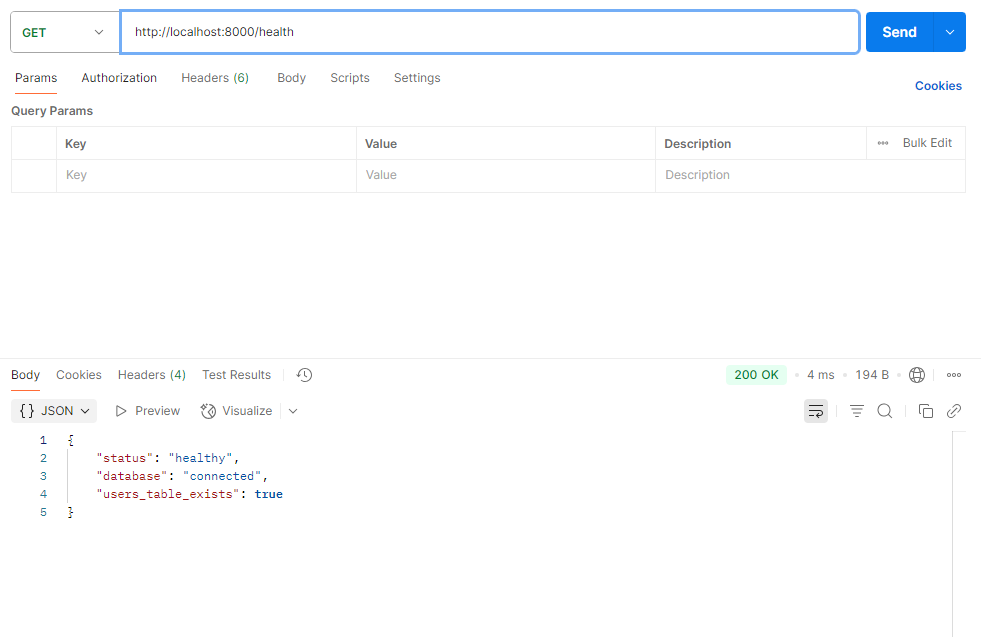 GET http://localhost:8000/health Send
Params Authorization Headers (6) Body Scripts Settings Cookies
Query Params
Key Value Description Bulk Edit
Key Value Description
Body Cookies Headers (4) Test Results 200 OK 4 ms 194 B
{} JSON Preview Visualize
1 {
2 "status": "healthy",
3 "database": "connected",
4 "users_table_exists": true
5 }